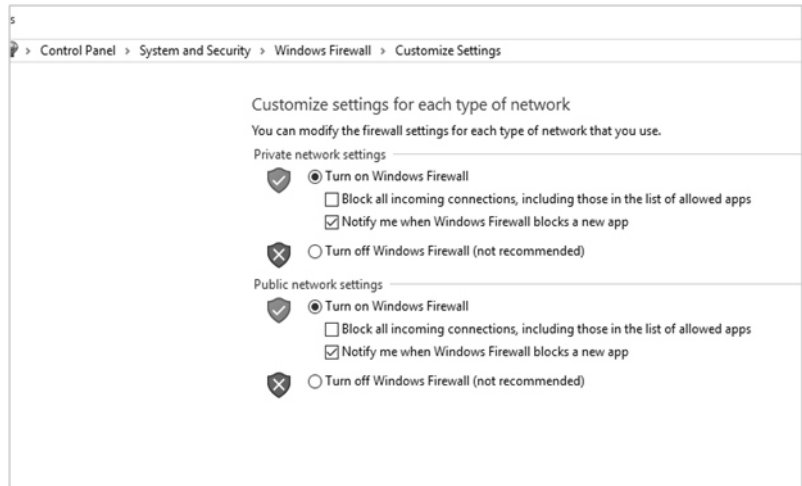 s
> Control Panel > System and Security > Windows Firewall > Customize Settings
Customize settings for each type of network
You can modify the firewall settings for each type of network that you use.
Private network settings
Turn on Windows Firewall
Block all incoming connections, including those in the list of allowed apps
Notify me when Windows Firewall blocks a new app
Turn off Windows Firewall (not recommended)
Public network settings
Turn on Windows Firewall
Block all incoming connections, including those in the list of allowed apps
Notify me when Windows Firewall blocks a new app
Turn off Windows Firewall (not recommended)